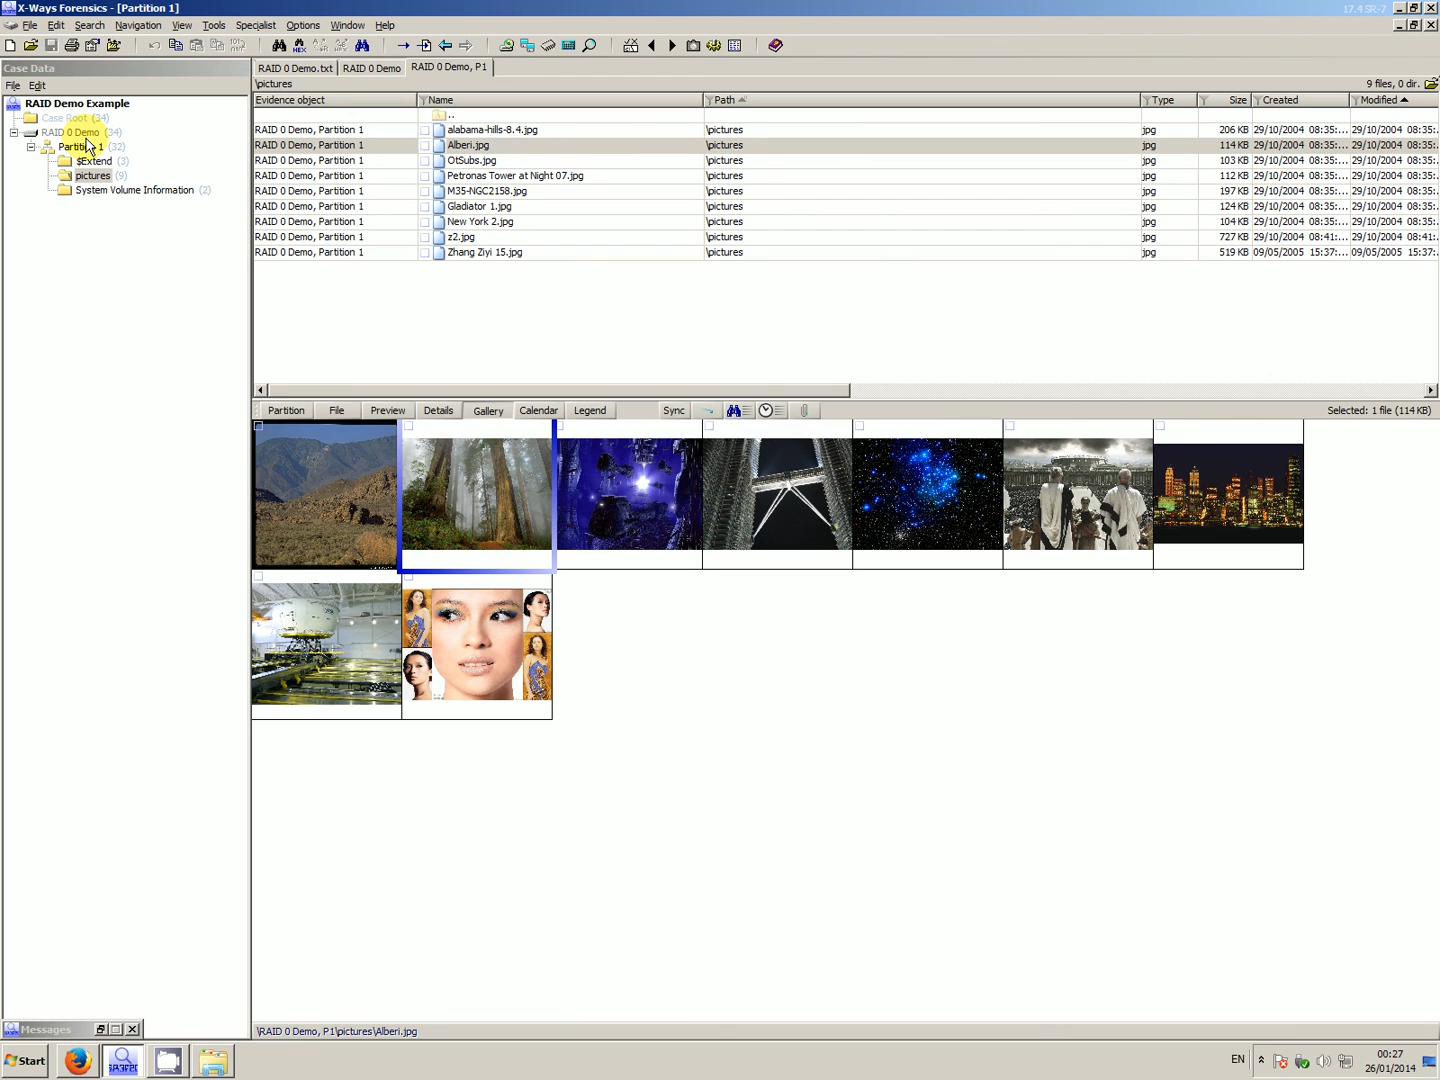 X-Ways Forensics - [Partition 1]
17.4 SR-7
File Edit Search Navigation View Tools Specialist Options Window Help
Case Data
File Edit
RAID Demo Example
Case Root (34)
RAID 0 Demo (34)
Partition 1 (32)
$Extend (3)
pictures (9)
System Volume Information (2)
RAID 0 Demo.txt RAID 0 Demo RAID 0 Demo, P1
\pictures
9 files, 0 dir.
Evidence object Name Path Type Size Created Modified
..
RAID 0 Demo, Partition 1 alabama-hills-8.4.jpg \pictures jpg 206 KB 29/10/2004 08:35:... 29/10/2004 08:35:
RAID 0 Demo, Partition 1 Alberi.jpg \pictures jpg 114 KB 29/10/2004 08:35:... 29/10/2004 08:35:
RAID 0 Demo, Partition 1 OtSubs.jpg \pictures jpg 103 KB 29/10/2004 08:35:... 29/10/2004 08:35:
RAID 0 Demo, Partition 1 Petronas Tower at Night 07.jpg \pictures jpg 112 KB 29/10/2004 08:35:... 29/10/2004 08:35:
RAID 0 Demo, Partition 1 M35-NGC2158.jpg \pictures jpg 197 KB 29/10/2004 08:35:... 29/10/2004 08:35:
RAID 0 Demo, Partition 1 Gladiator 1.jpg \pictures jpg 124 KB 29/10/2004 08:35:... 29/10/2004 08:35:
RAID 0 Demo, Partition 1 New York 2.jpg \pictures jpg 104 KB 29/10/2004 08:35:... 29/10/2004 08:35:
RAID 0 Demo, Partition 1 z2.jpg \pictures jpg 727 KB 29/10/2004 08:41:... 29/10/2004 08:41:
RAID 0 Demo, Partition 1 Zhang Ziyi 15.jpg \pictures jpg 519 KB 09/05/2005 15:37:... 09/05/2005 15:37:
Partition File Preview Details Gallery Calendar Legend Sync
Selected: 1 file (114 KB)
Messages
\RAID 0 Demo, P1\pictures\Alberi.jpg
Start
EN
00:27
26/01/2014